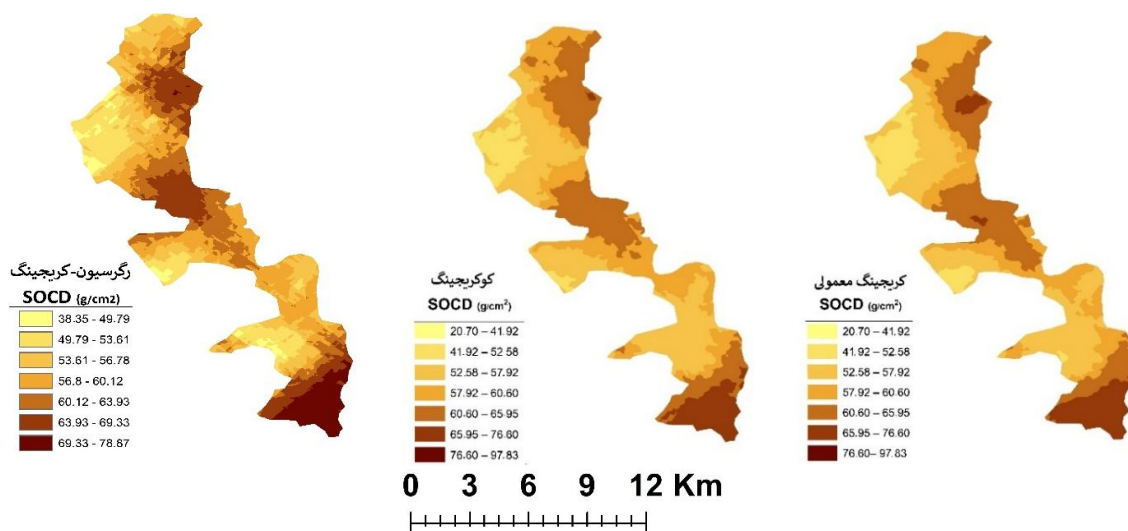 رگرسیون-کریجینگ
SOCD (g/cm2)
38.35 - 49.79
49.79 - 53.61
53.61 - 56.78
56.8 - 60.12
60.12 - 63.93
63.93 - 69.33
69.33 - 78.87
کوکریجینگ
SOCD (g/cm²)
20.70 – 41.92
41.92 – 52.58
52.58 – 57.92
57.92 – 60.60
60.60 – 65.95
65.95 – 76.60
76.60 – 97.83
کریجینگ معمولی
SOCD (g/cm²)
20.70 – 41.92
41.92 – 52.58
52.58 – 57.92
57.92 – 60.60
60.60 – 65.95
65.95 – 76.60
76.60– 97.83
0 3 6 9 12 Km